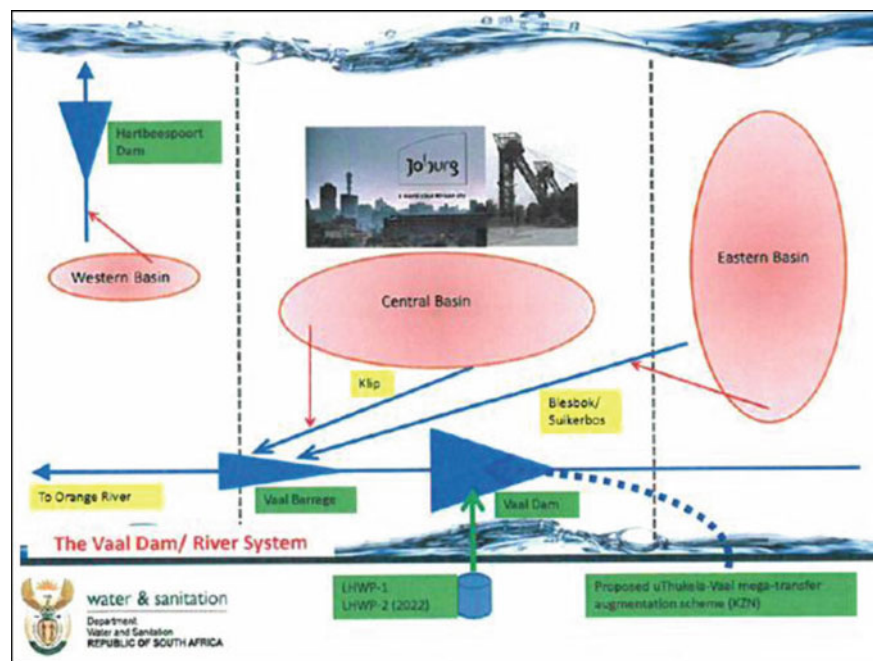 Hartbeespoort
Dam
Jo'burg
Western Basin
Central Basin
Eastern Basin
Klip
Blesbok/
Suikerbos
To Orange River
Vaal Barrage
Vaal Dam
The Vaal Dam/ River System
LHWP-1
LHWP-2 (2022)
Proposed uThukela-Vaal mega-transfer
augmentation scheme (KZN)
water & sanitation
Department
Water and Sanitation
REPUBLIC OF SOUTH AFRICA